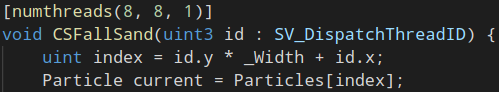 [numthreads(8, 8, 1)]
void CSFallSand(uint3 id : SV_DispatchThreadID) {
    uint index = id.y * _Width + id.x;
    Particle current = Particles[index];